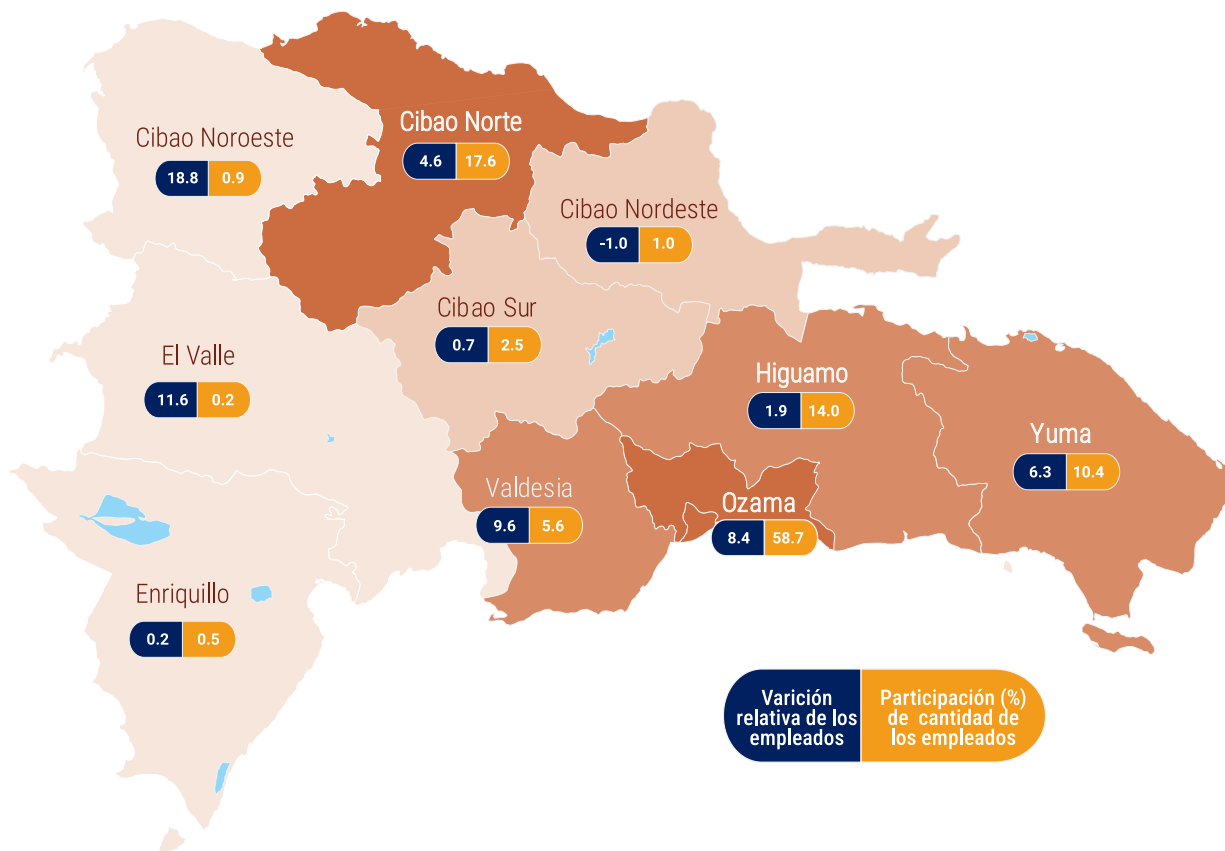 Cibao Norte
4.6 17.6
Cibao Noroeste
18.8 0.9
Cibao Nordeste
-1.0 1.0
Cibao Sur
0.7 2.5
El Valle
11.6 0.2
Higuamo
1.9 14.0
Yuma
6.3 10.4
Valdesia
9.6 5.6
Ozama
8.4 58.7
Enriquillo
0.2 0.5
Varición
relativa de los
empleados
Participación (%)
de cantidad de
los empleados